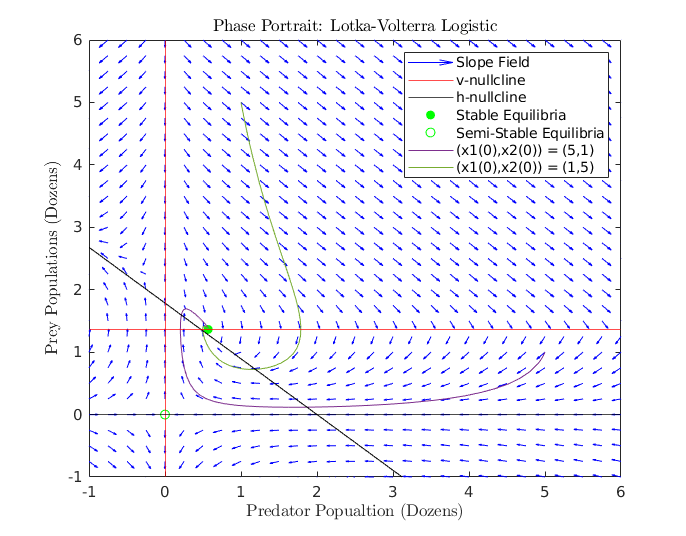 Phase Portrait: Lotka-Volterra Logistic
Slope Field
v-nullcline
h-nullcline
Stable Equilibria
Semi-Stable Equilibria
(x1(0),x2(0)) = (5,1)
(x1(0),x2(0)) = (1,5)
Prey Populations (Dozens)
6
5
4
3
2
1
0
-1
-1 0 1 2 3 4 5 6
Predator Popualtion (Dozens)